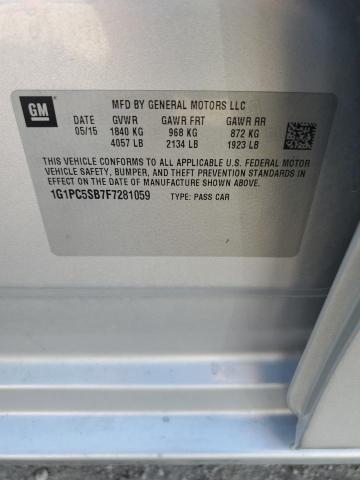 GM
MFD BY GENERAL MOTORS LLC
DATE GVWR GAWR FRT GAWR RR
05/15 1840 KG 968 KG 872 KG
4057 LB 2134 LB 1923 LB
THIS VEHICLE CONFORMS TO ALL APPLICABLE U.S. FEDERAL MOTOR
VEHICLE SAFETY, BUMPER, AND THEFT PREVENTION STANDARDS
IN EFFECT ON THE DATE OF MANUFACTURE SHOWN ABOVE.
1G1PC5SB7F7281059 TYPE: PASS CAR